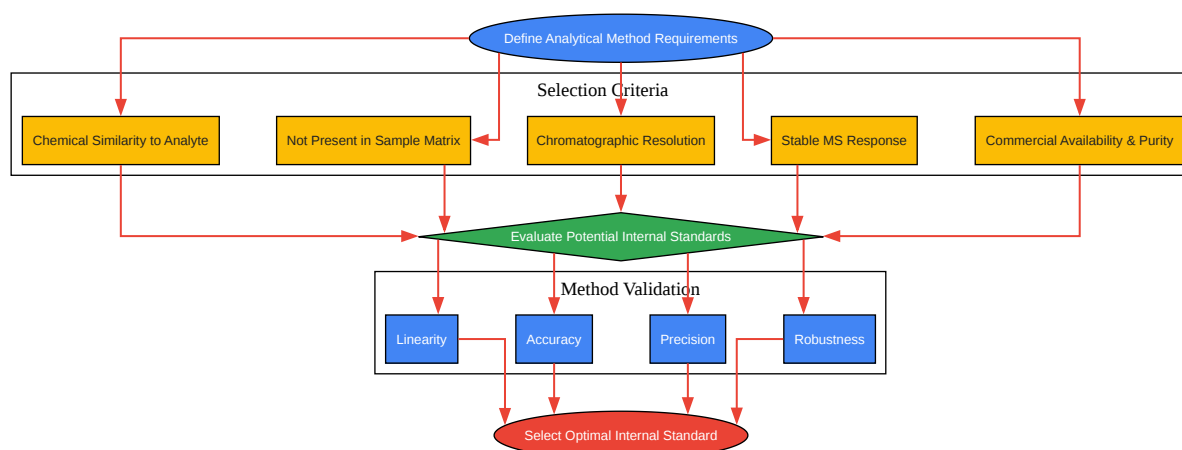 Define Analytical Method Requirements
Selection Criteria
Chemical Similarity to Analyte
Not Present in Sample Matrix
Chromatographic Resolution
Stable MS Response
Commercial Availability & Purity
Evaluate Potential Internal Standards
Method Validation
Linearity
Accuracy
Precision
Robustness
Select Optimal Internal Standard